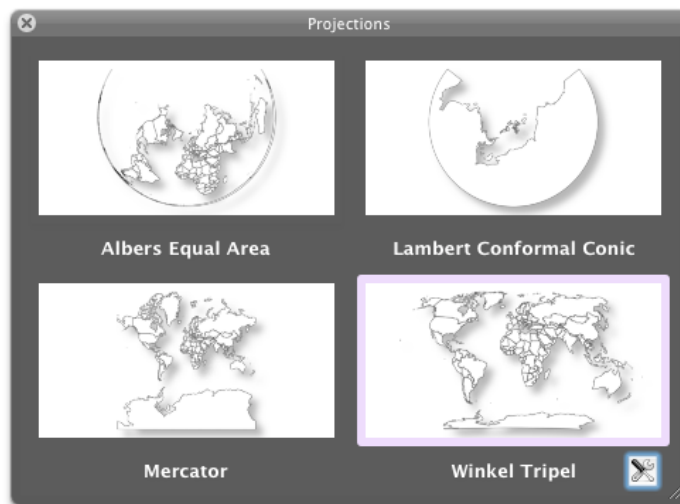 Projections
Albers Equal Area
Lambert Conformal Conic
Mercator
Winkel Tripel